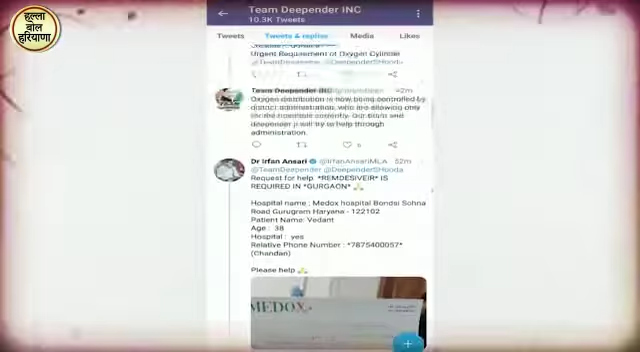 हल्ला
बोल
हरियाणा
Team Deepender INC
10.3K Tweets
Tweets
Tweets & replies
Media
Likes
Urgent Requirement of Oxygen Cylinder
@TeamDeepender @DeependerSHooda
Team Deepender INC
Oxygen distribution is now being controlled by
district administration, who are allowing only
for the hospitals currently. Our team and
deepender ji will try to help through
administration.
6
Dr Irfan Ansari @IrfanAnsariMLA 52m
@TeamDeepender @DeependerSHooda
Request for help *REMDESIVEIR* IS
REQUIRED IN *GURGAON* 🙏
Hospital name ; Medox hospital Bondsi Sohna
Road Gurugram Haryana - 122102
Patient Name: Vedant
Age : 38
Hospital : yes
Relative Phone Number : *7875400057*
(Chandan)
Please help 🙏
MEDOX